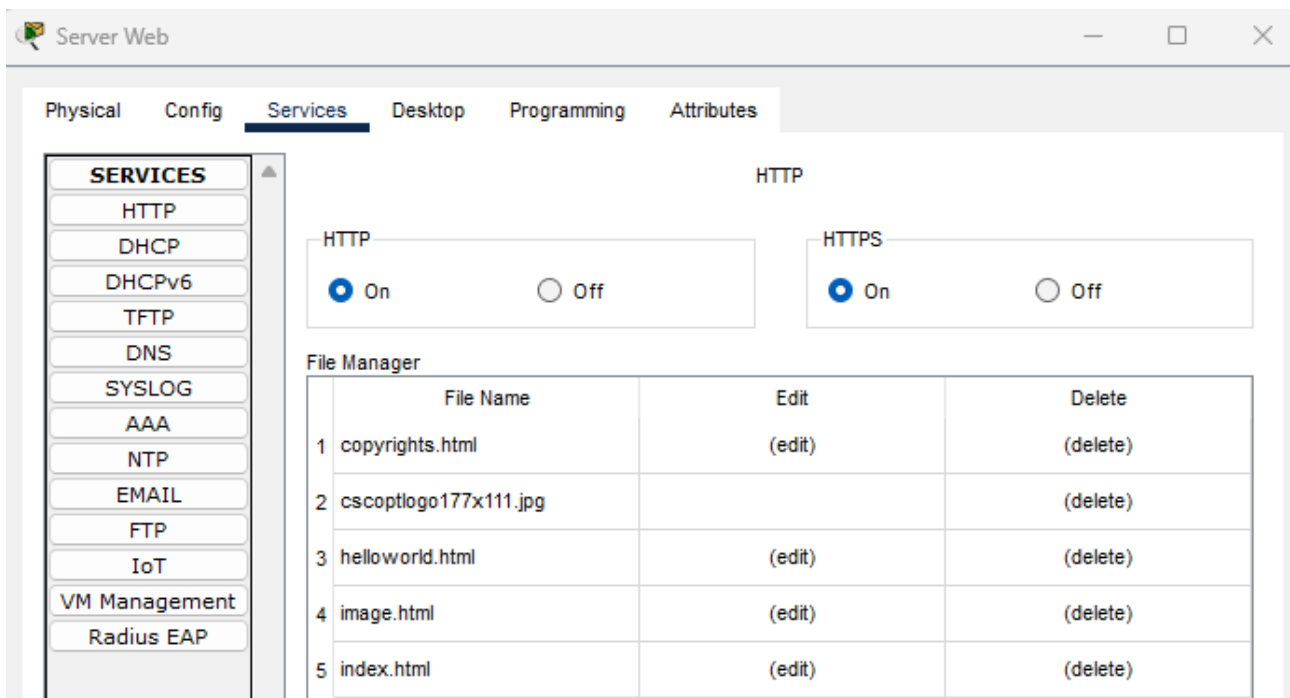 Server Web
Physical Config Services Desktop Programming Attributes
SERVICES
HTTP
DHCP
DHCPv6
TFTP
DNS
SYSLOG
AAA
NTP
EMAIL
FTP
IoT
VM Management
Radius EAP
HTTP
HTTP
On Off
HTTPS
On Off
File Manager
File Name Edit Delete
1 copyrights.html (edit) (delete)
2 cscoptlogo177x111.jpg (delete)
3 helloworld.html (edit) (delete)
4 image.html (edit) (delete)
5 index.html (edit) (delete)